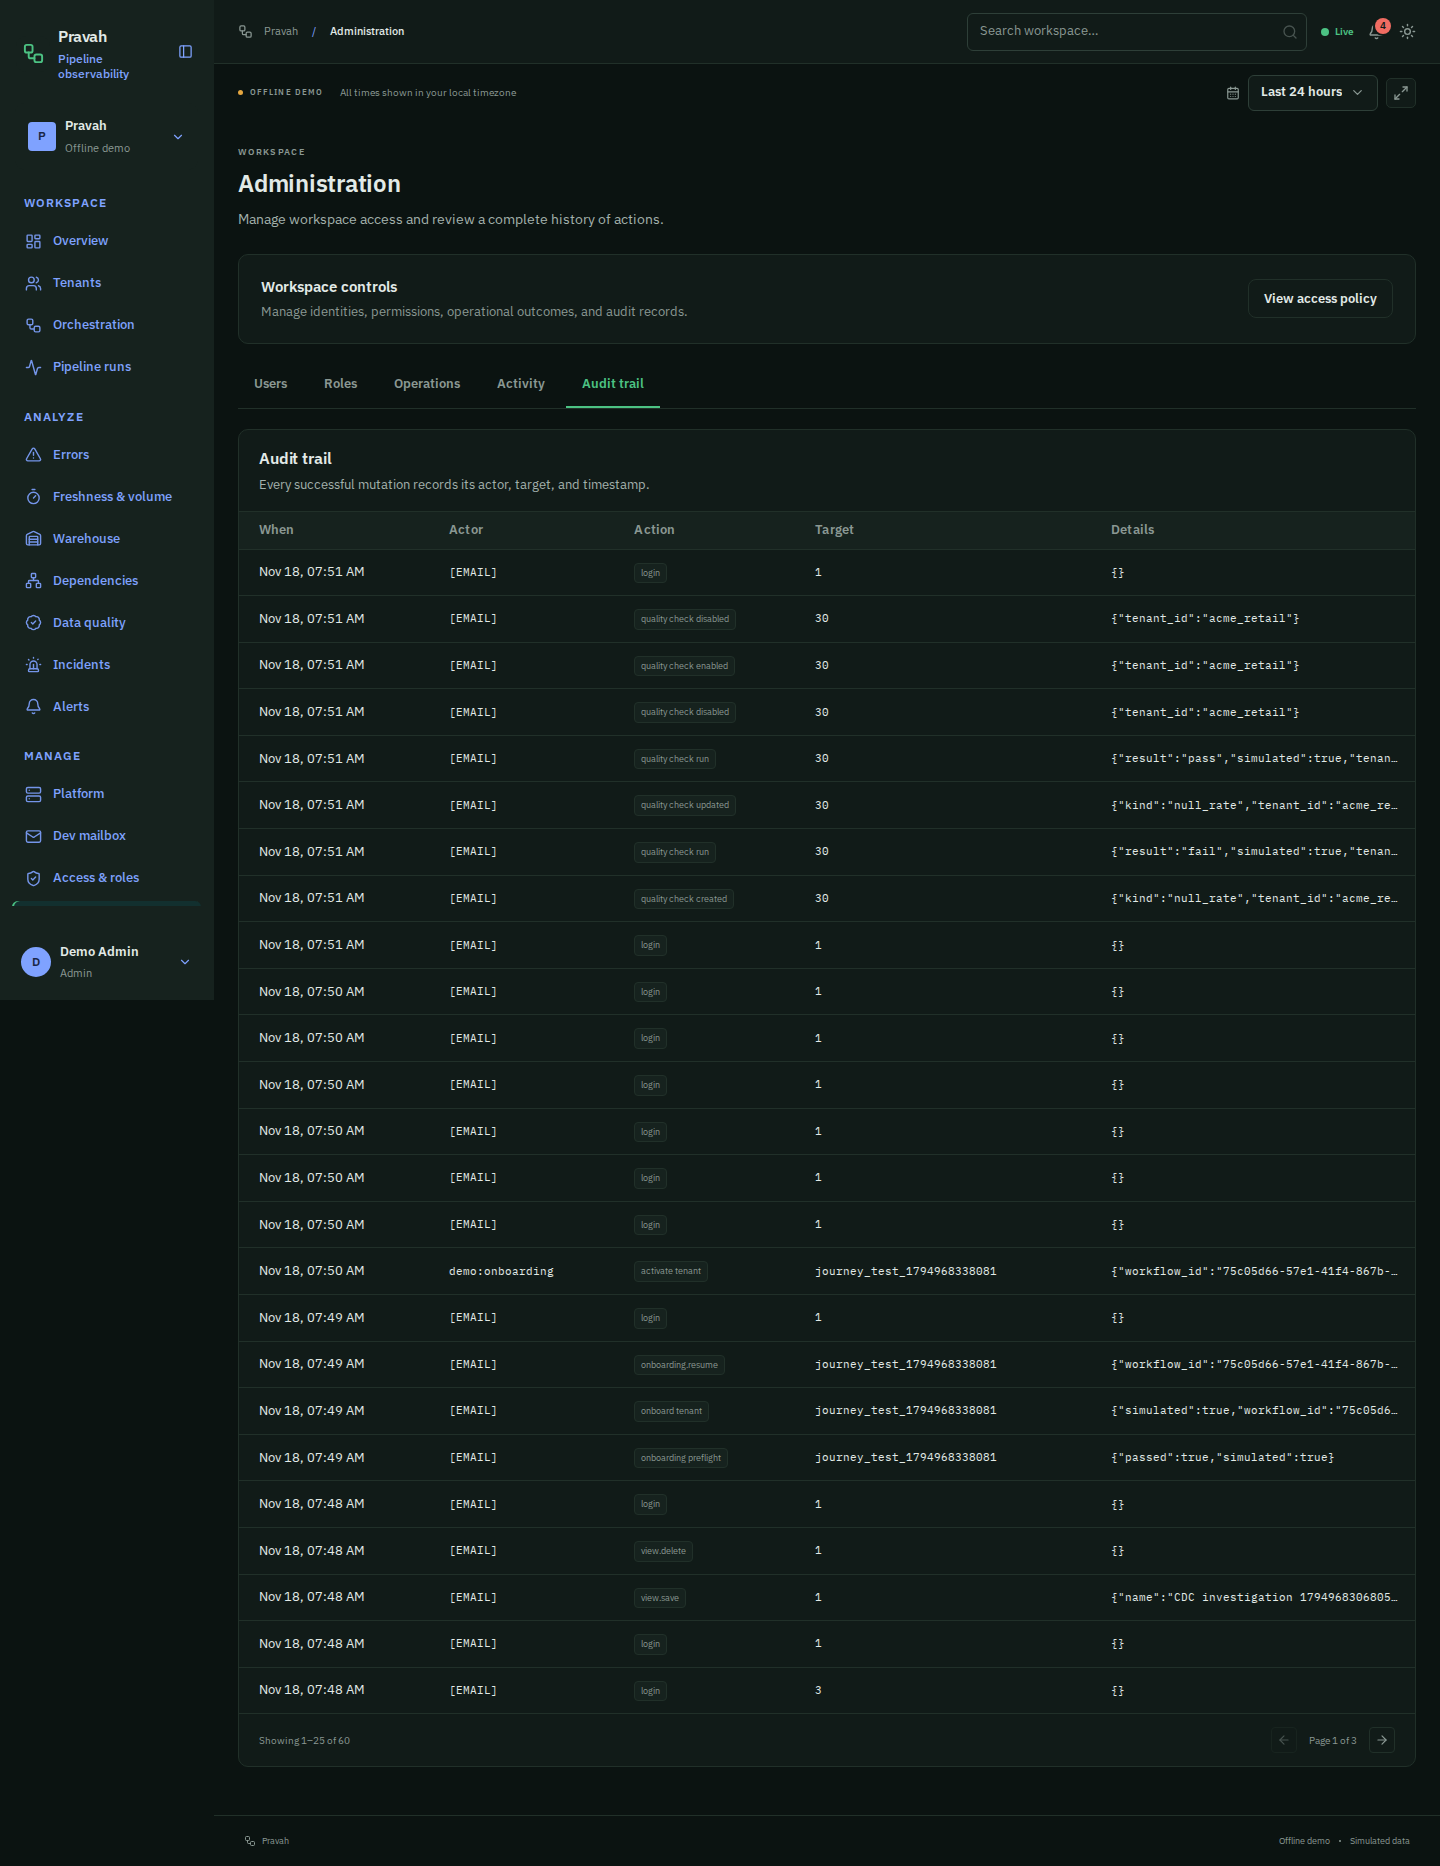 Pravah
Pipeline
observability
P
Pravah
Offline demo
WORKSPACE
Overview
Tenants
Orchestration
Pipeline runs
ANALYZE
Errors
Freshness & volume
Warehouse
Dependencies
Data quality
Incidents
Alerts
MANAGE
Platform
Dev mailbox
Access & roles
D
Demo Admin
Admin
Pravah / Administration
Search workspace...
Live
4
OFFLINE DEMO All times shown in your local timezone
Last 24 hours
WORKSPACE
Administration
Manage workspace access and review a complete history of actions.
Workspace controls
Manage identities, permissions, operational outcomes, and audit records.
View access policy
Users Roles Operations Activity Audit trail
Audit trail
Every successful mutation records its actor, target, and timestamp.
When Actor Action Target Details
Nov 18, 07:51 AM [EMAIL] login 1 {}
Nov 18, 07:51 AM [EMAIL] quality check disabled 30 {"tenant_id":"acme_retail"}
Nov 18, 07:51 AM [EMAIL] quality check enabled 30 {"tenant_id":"acme_retail"}
Nov 18, 07:51 AM [EMAIL] quality check disabled 30 {"tenant_id":"acme_retail"}
Nov 18, 07:51 AM [EMAIL] quality check run 30 {"result":"pass","simulated":true,"tenan…
Nov 18, 07:51 AM [EMAIL] quality check updated 30 {"kind":"null_rate","tenant_id":"acme_re…
Nov 18, 07:51 AM [EMAIL] quality check run 30 {"result":"fail","simulated":true,"tenan…
Nov 18, 07:51 AM [EMAIL] quality check created 30 {"kind":"null_rate","tenant_id":"acme_re…
Nov 18, 07:51 AM [EMAIL] login 1 {}
Nov 18, 07:50 AM [EMAIL] login 1 {}
Nov 18, 07:50 AM [EMAIL] login 1 {}
Nov 18, 07:50 AM [EMAIL] login 1 {}
Nov 18, 07:50 AM [EMAIL] login 1 {}
Nov 18, 07:50 AM [EMAIL] login 1 {}
Nov 18, 07:50 AM [EMAIL] login 1 {}
Nov 18, 07:50 AM demo:onboarding activate tenant journey_test_1794968338081 {"workflow_id":"75c05d66-57e1-41f4-867b-…
Nov 18, 07:49 AM [EMAIL] login 1 {}
Nov 18, 07:49 AM [EMAIL] onboarding.resume journey_test_1794968338081 {"workflow_id":"75c05d66-57e1-41f4-867b-…
Nov 18, 07:49 AM [EMAIL] onboard tenant journey_test_1794968338081 {"simulated":true,"workflow_id":"75c05d6…
Nov 18, 07:49 AM [EMAIL] onboarding preflight journey_test_1794968338081 {"passed":true,"simulated":true}
Nov 18, 07:48 AM [EMAIL] login 1 {}
Nov 18, 07:48 AM [EMAIL] view.delete 1 {}
Nov 18, 07:48 AM [EMAIL] view.save 1 {"name":"CDC investigation 1794968306805…
Nov 18, 07:48 AM [EMAIL] login 1 {}
Nov 18, 07:48 AM [EMAIL] login 3 {}
Showing 1–25 of 60
Page 1 of 3
Pravah
Offline demo • Simulated data